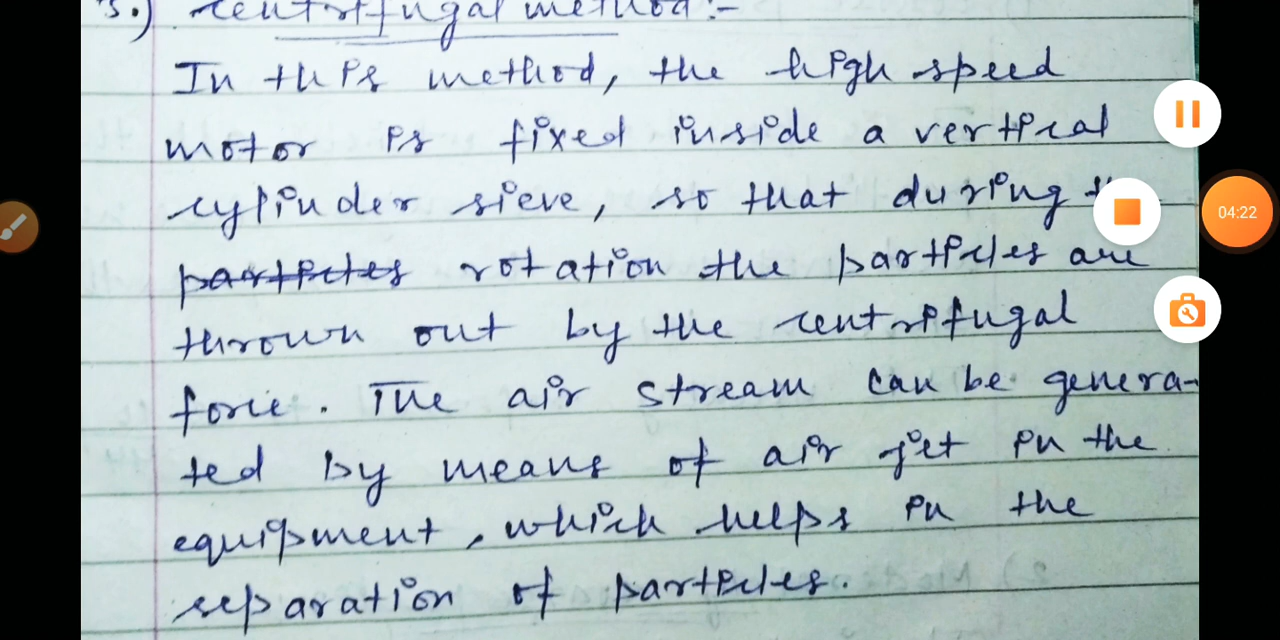 3.) Centrifugal method:-
In this method, the high speed
motor is fixed inside a vertical
cylinder sieve, so that during
particles rotation the particles are
thrown out by the centrifugal
force. The air stream can be genera-
ted by means of air jet in the
equipment, which helps in the
separation of particles.
04:22